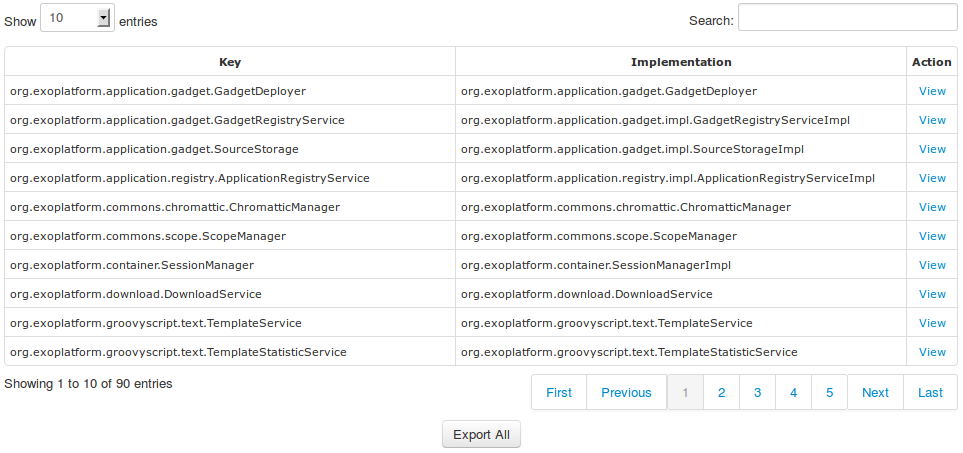 Show 10 entries Search:
Key Implementation Action
org.exoplatform.application.gadget.GadgetDeployer org.exoplatform.application.gadget.GadgetDeployer View
org.exoplatform.application.gadget.GadgetRegistryService org.exoplatform.application.gadget.impl.GadgetRegistryServiceImpl View
org.exoplatform.application.gadget.SourceStorage org.exoplatform.application.gadget.impl.SourceStorageImpl View
org.exoplatform.application.registry.ApplicationRegistryService org.exoplatform.application.registry.impl.ApplicationRegistryServiceImpl View
org.exoplatform.commons.chromattic.ChromatticManager org.exoplatform.commons.chromattic.ChromatticManager View
org.exoplatform.commons.scope.ScopeManager org.exoplatform.commons.scope.ScopeManager View
org.exoplatform.container.SessionManager org.exoplatform.container.SessionManagerImpl View
org.exoplatform.download.DownloadService org.exoplatform.download.DownloadService View
org.exoplatform.groovyscript.text.TemplateService org.exoplatform.groovyscript.text.TemplateService View
org.exoplatform.groovyscript.text.TemplateStatisticService org.exoplatform.groovyscript.text.TemplateStatisticService View
Showing 1 to 10 of 90 entries First Previous 1 2 3 4 5 Next Last
Export All